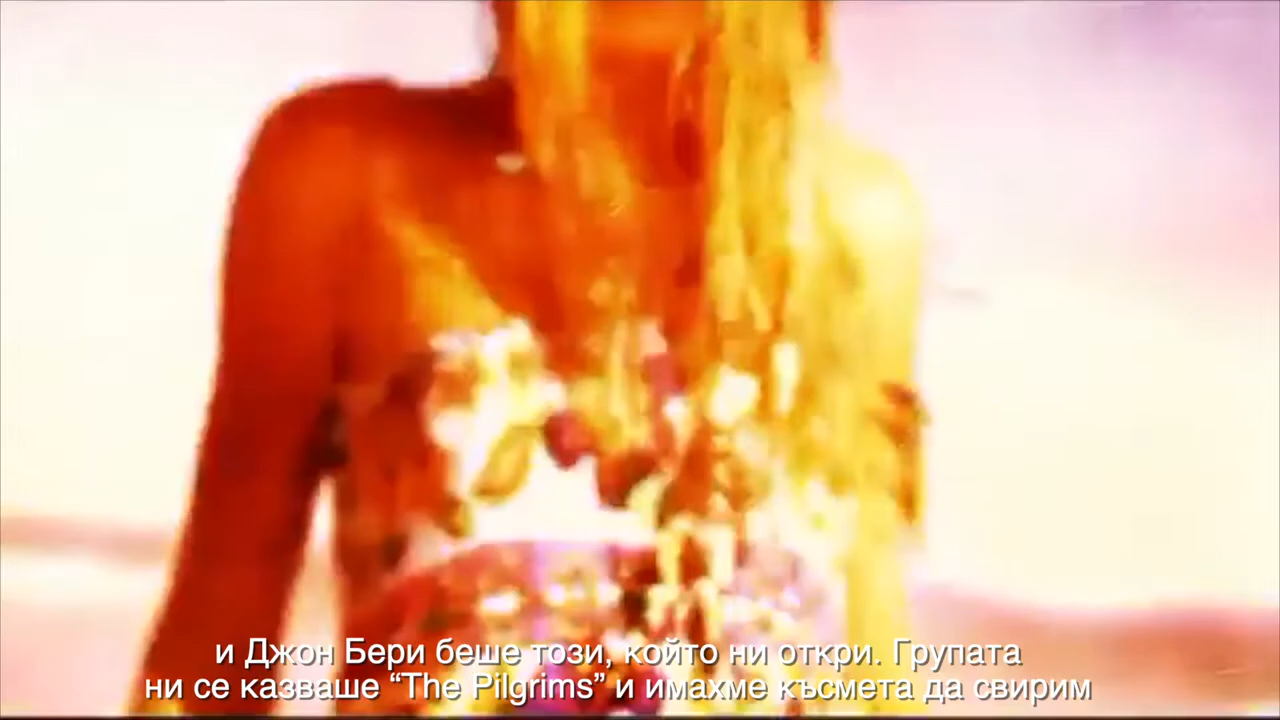 и Джон Бери беше този, който ни откри. Групата
ни се казваше “The Pilgrims” и имахме късмета да свирим